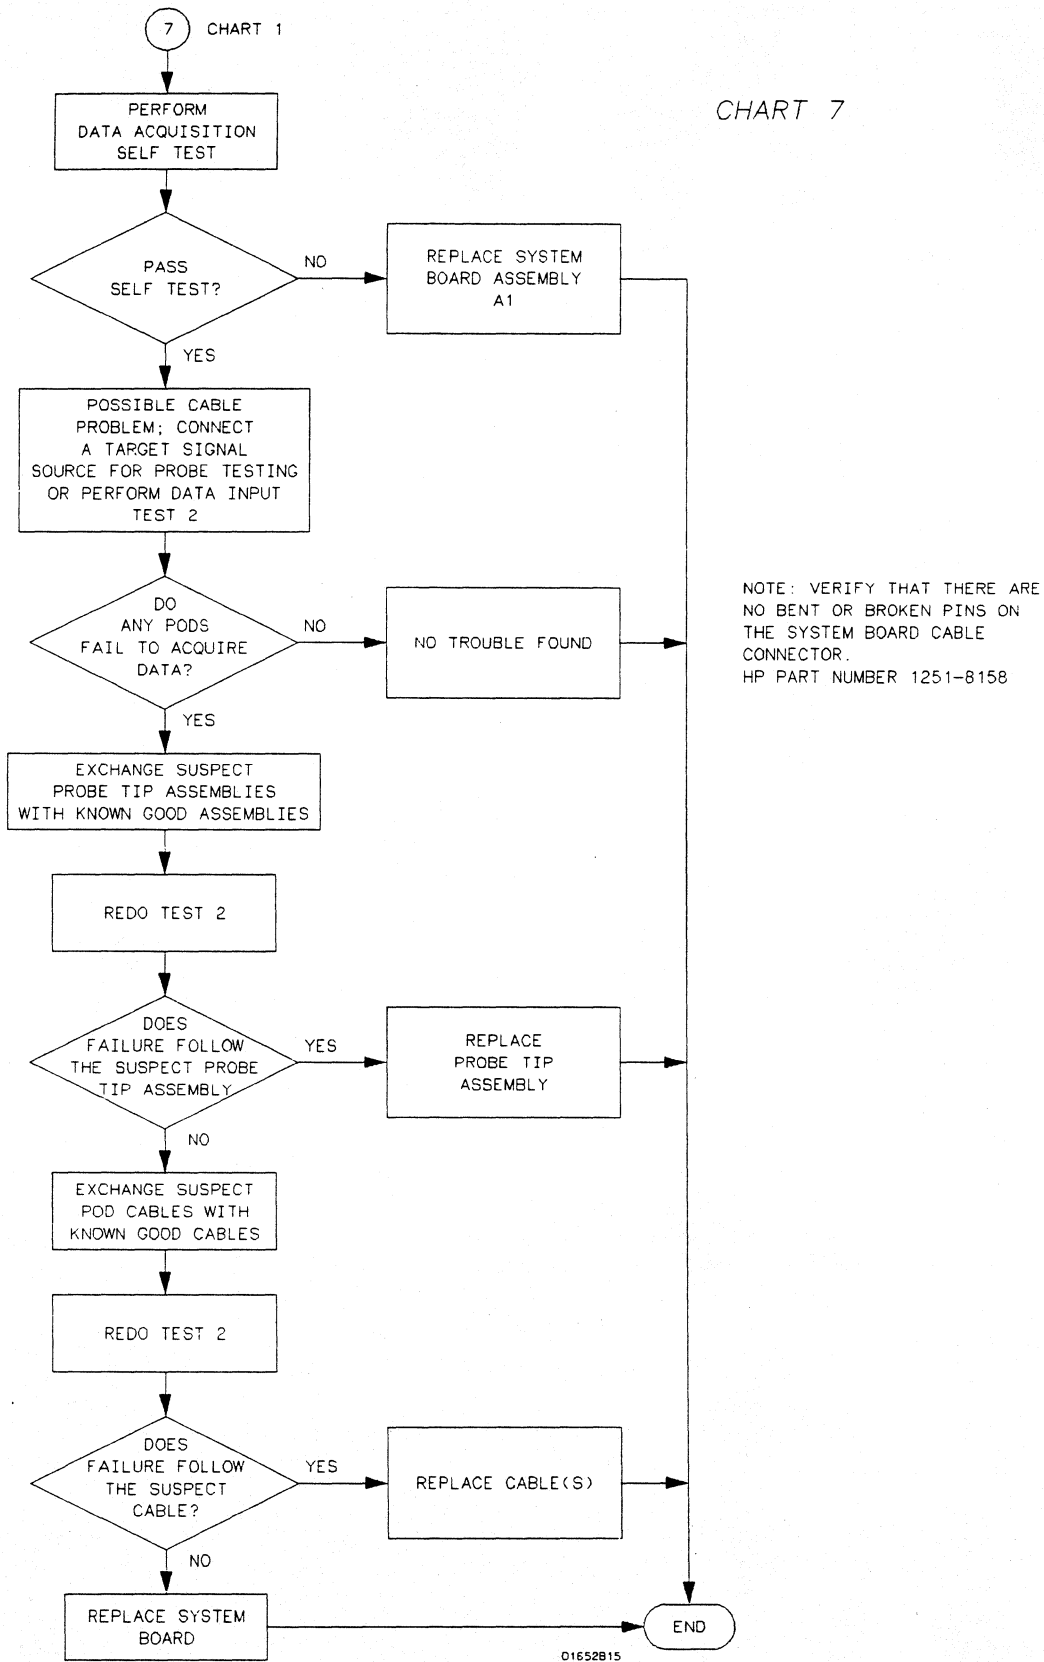 7 CHART 1
CHART 7
PERFORM
DATA ACQUISITION
SELF TEST
PASS
SELF TEST?
NO
REPLACE SYSTEM
BOARD ASSEMBLY
A1
YES
POSSIBLE CABLE
PROBLEM; CONNECT
A TARGET SIGNAL
SOURCE FOR PROBE TESTING
OR PERFORM DATA INPUT
TEST 2
DO
ANY PODS
FAIL TO ACQUIRE
DATA?
NO
NO TROUBLE FOUND
NOTE: VERIFY THAT THERE ARE
NO BENT OR BROKEN PINS ON
THE SYSTEM BOARD CABLE
CONNECTOR.
HP PART NUMBER 1251-8158
YES
EXCHANGE SUSPECT
PROBE TIP ASSEMBLIES
WITH KNOWN GOOD ASSEMBLIES
REDO TEST 2
DOES
FAILURE FOLLOW
THE SUSPECT PROBE
TIP ASSEMBLY
YES
REPLACE
PROBE TIP
ASSEMBLY
NO
EXCHANGE SUSPECT
POD CABLES WITH
KNOWN GOOD CABLES
REDO TEST 2
DOES
FAILURE FOLLOW
THE SUSPECT
CABLE?
YES
REPLACE CABLE(S)
NO
REPLACE SYSTEM
BOARD
END
01652B15